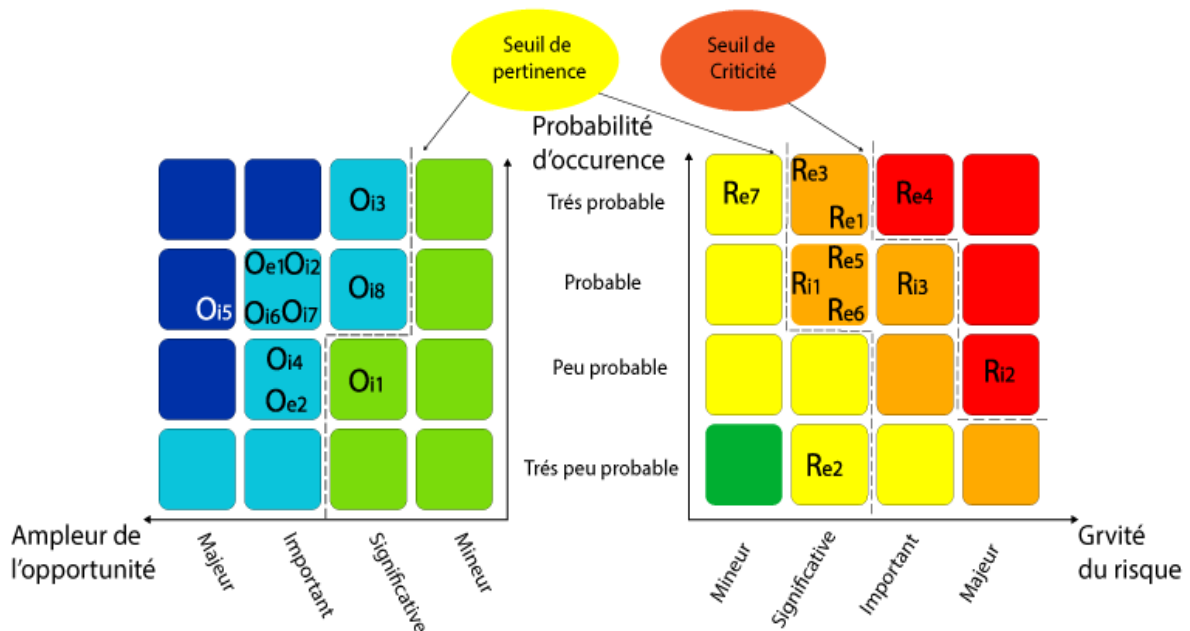 Seuil de
pertinence
Seuil de
Criticité
Probabilité
d'occurence
Oi3
Trés probable
Re7
Re3
Re1
Re4
Oe1Oi2
Oi6Oi7
Oi5
Oi8
Probable
Ri1
Re5
Re6
Ri3
Oi4
Oe2
Oi1
Peu probable
Ri2
Trés peu probable
Re2
Ampleur de
l'opportunité
Majeur
Important
Significative
Mineur
Mineur
Significative
Important
Majeur
Grvité
du risque